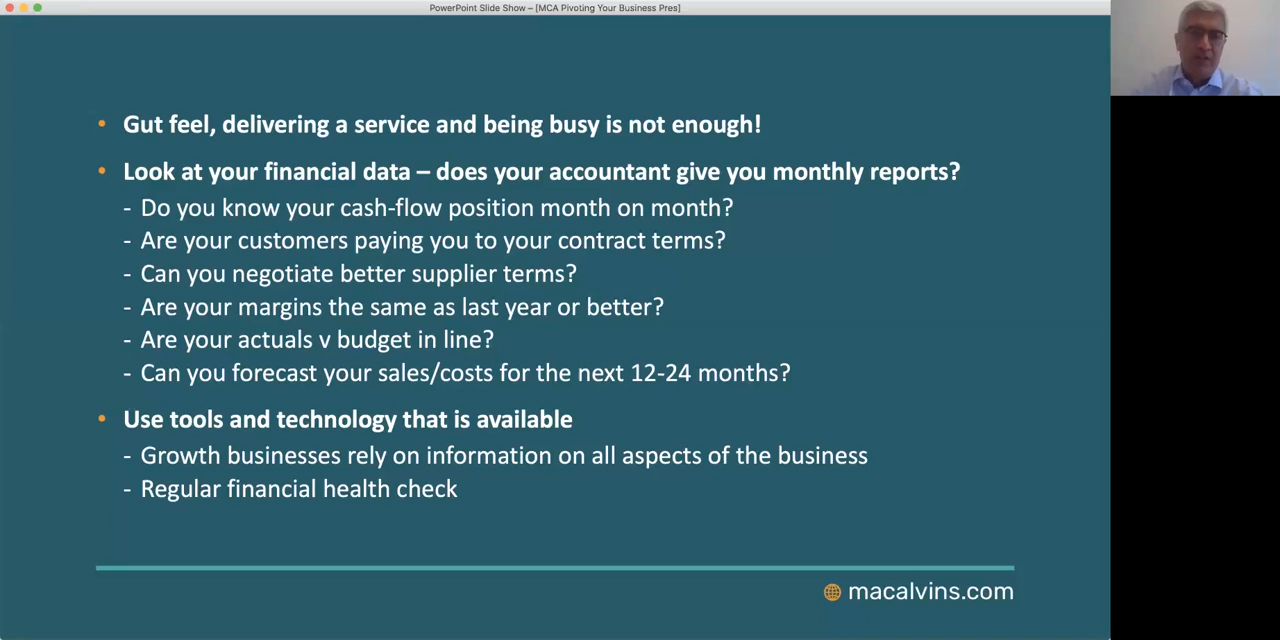 PowerPoint Slide Show – [MCA Pivoting Your Business Pres]
• Gut feel, delivering a service and being busy is not enough!
• Look at your financial data – does your accountant give you monthly reports?
- Do you know your cash-flow position month on month?
- Are your customers paying you to your contract terms?
- Can you negotiate better supplier terms?
- Are your margins the same as last year or better?
- Are your actuals v budget in line?
- Can you forecast your sales/costs for the next 12-24 months?
• Use tools and technology that is available
- Growth businesses rely on information on all aspects of the business
- Regular financial health check
macalvins.com